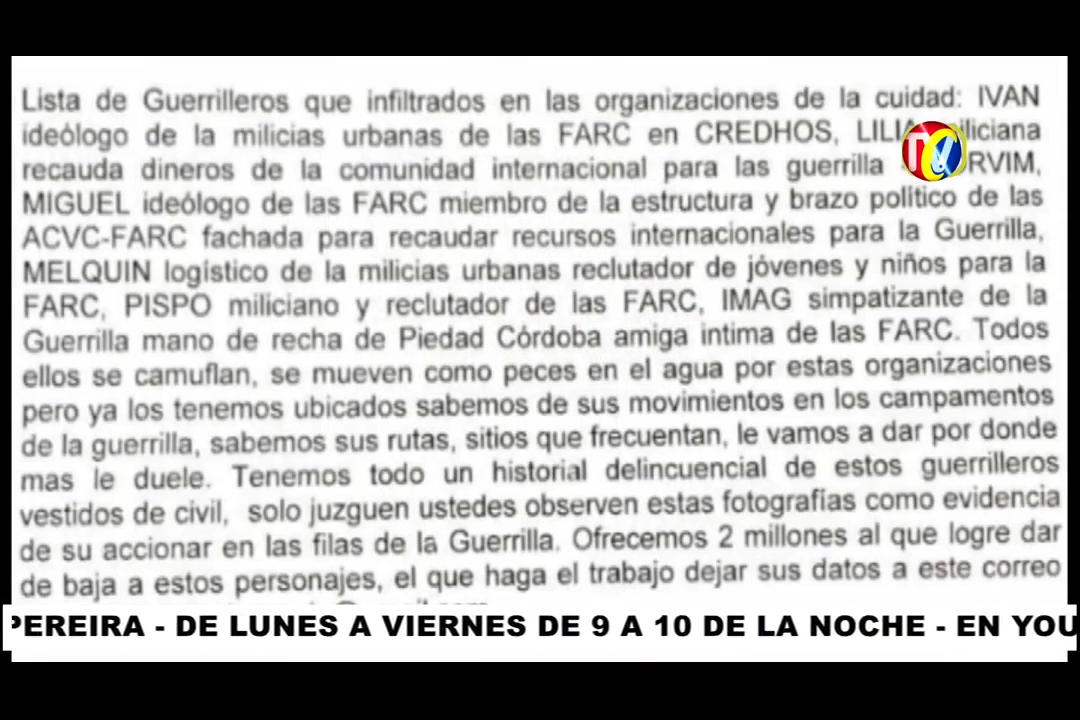 Lista de Guerrilleros que infiltrados en las organizaciones de la cuidad: IVAN
ideólogo de la milicias urbanas de las FARC en CREDHOS, LILIA miliciana
recauda dineros de la comunidad internacional para las guerrilla
MIGUEL ideólogo de las FARC miembro de la estructura y brazo político de las
ACVC-FARC fachada para recaudar recursos internacionales para la Guerrilla,
MELQUIN logístico de la milicias urbanas reclutador de jóvenes y niños para la
FARC, PISPO miliciano y reclutador de las FARC, IMAG simpatizante de la
Guerrilla mano de recha de Piedad Córdoba amiga intima de las FARC. Todos
ellos se camuflan, se mueven como peces en el agua por estas organizaciones
pero ya los tenemos ubicados sabemos de sus movimientos en los campamentos
de la guerrilla, sabemos sus rutas, sitios que frecuentan, le vamos a dar por donde
mas le duele. Tenemos todo un historial delincuencial de estos guerrilleros
vestidos de civil, solo juzguen ustedes observen estas fotografías como evidencia
de su accionar en las filas de la Guerrilla. Ofrecemos 2 millones al que logre dar
de baja a estos personajes, el que haga el trabajo dejar sus datos a este correo
PEREIRA - DE LUNES A VIERNES DE 9 A 10 DE LA NOCHE - EN YOU